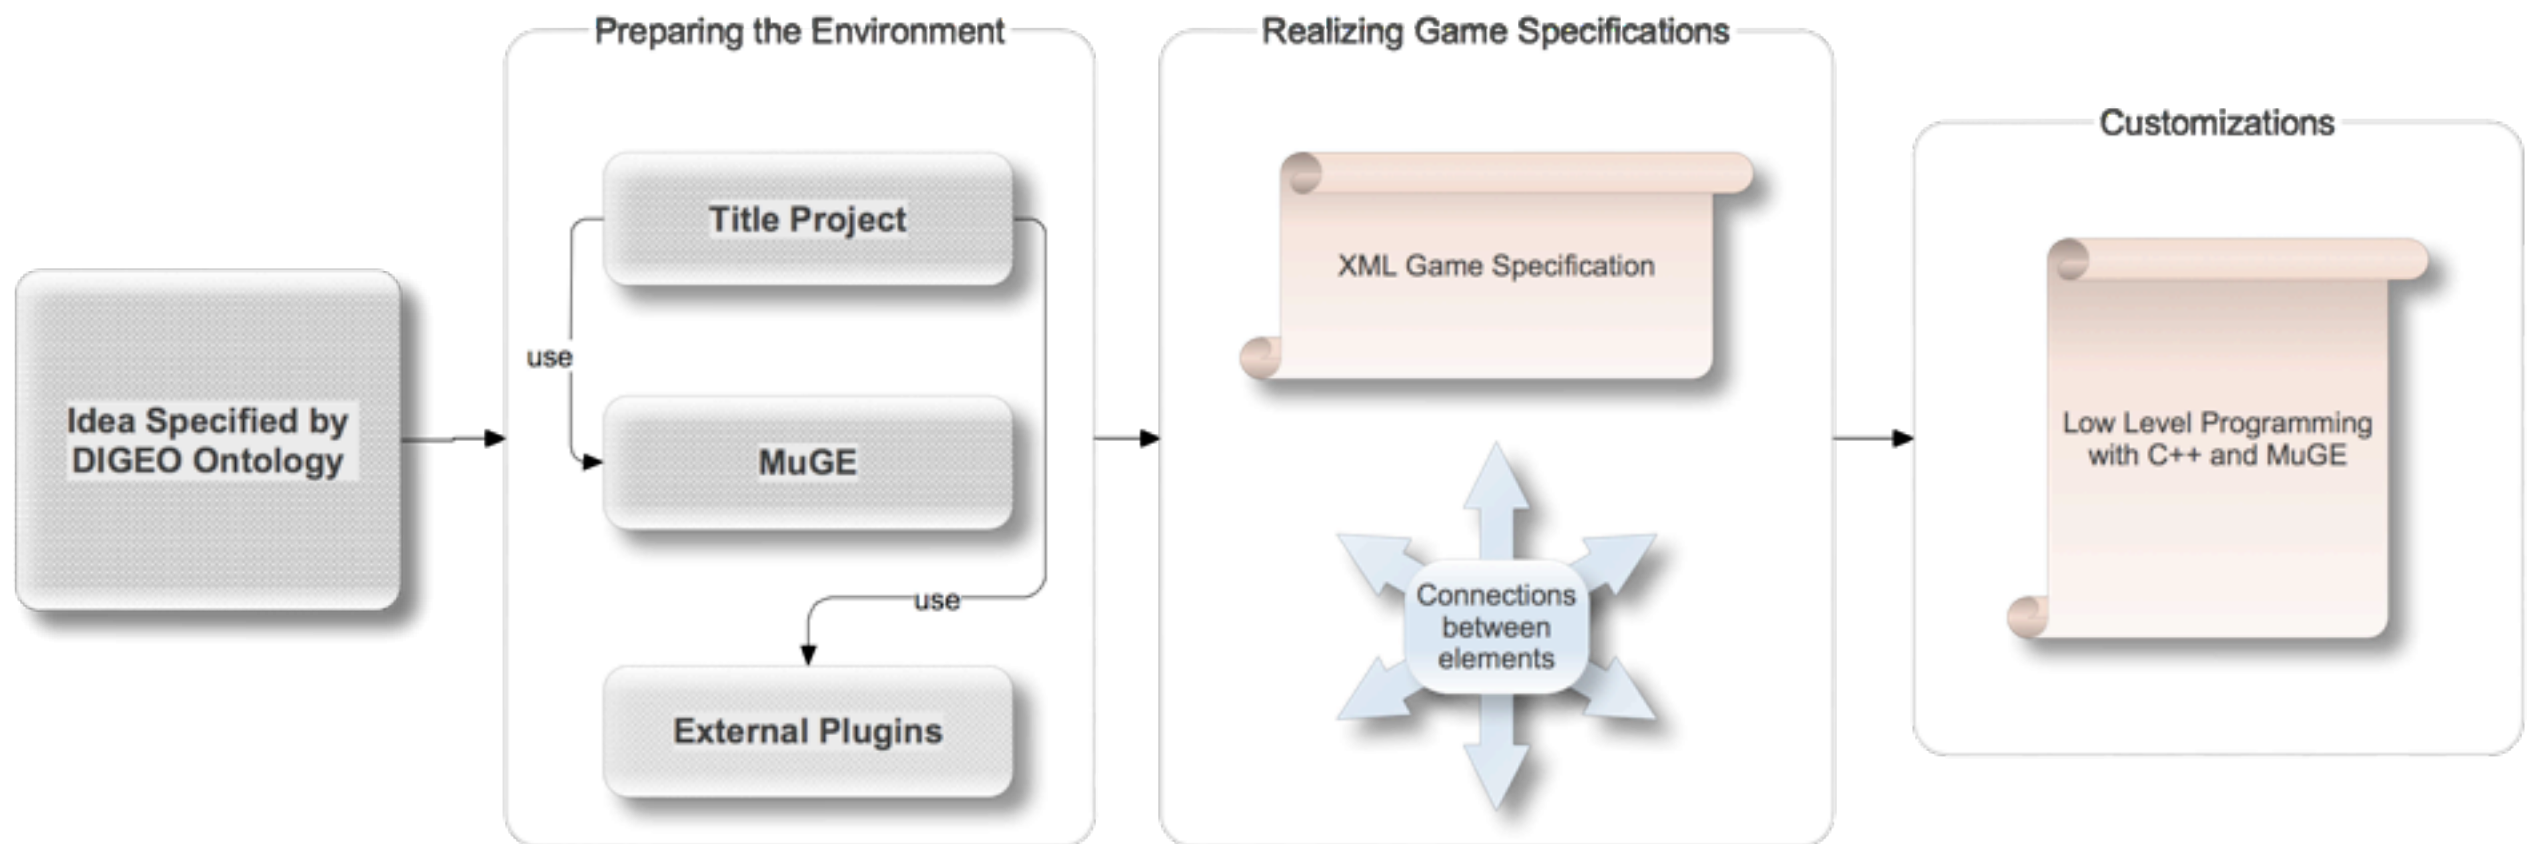 Idea Specified by
DIGEO Ontology
Preparing the Environment
Title Project
use
MuGE
use
External Plugins
Realizing Game Specifications
XML Game Specification
Connections
between
elements
Customizations
Low Level Programming
with C++ and MuGE